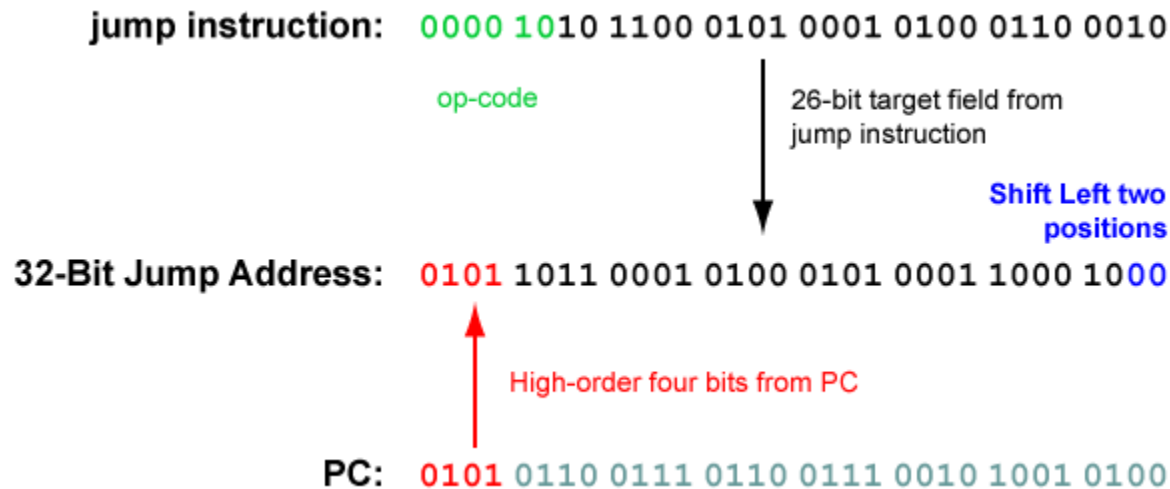 jump instruction: 0000 1010 1100 0101 0001 0100 0110 0010
op-code
26-bit target field from
jump instruction
Shift Left two
positions
32-Bit Jump Address: 0101 1011 0001 0100 0101 0001 1000 1000
High-order four bits from PC
PC: 0101 0110 0111 0110 0111 0010 1001 0100